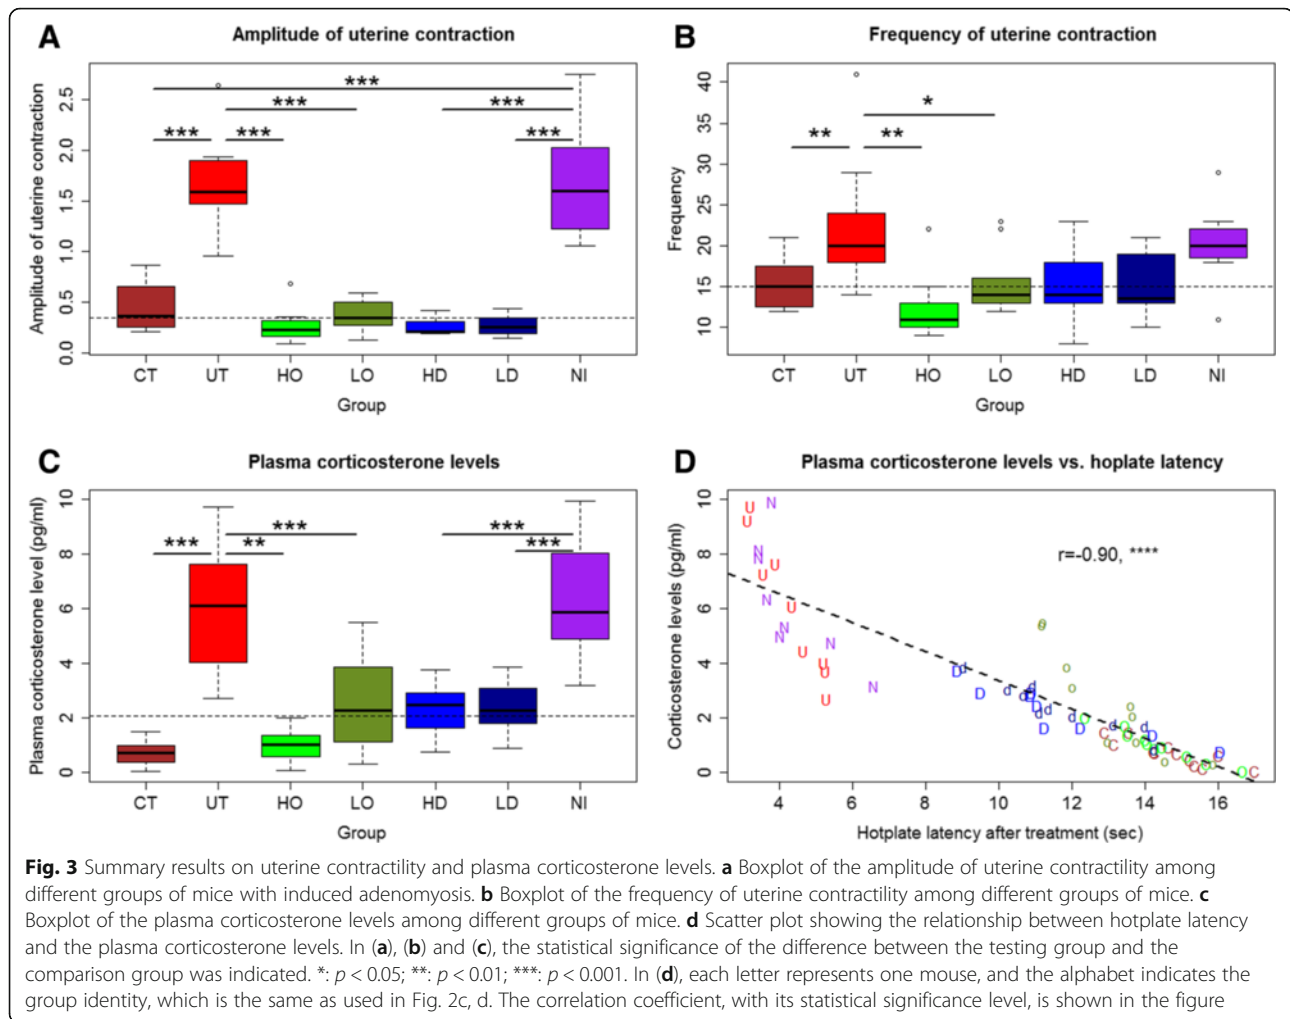 A Amplitude of uterine contraction
Amplitude of uterine contraction
2.5
2.0
1.5
1.0
0.5
0.0
***
***
***
***
***
***
CT UT HO LO HD LD NI
Group
B Frequency of uterine contraction
Frequency
40
35
30
25
20
15
10
**
**
*
CT UT HO LO HD LD NI
Group
C Plasma corticosterone levels
Plasma corticosterone level (pg/ml)
10
8
6
4
2
0
***
***
**
***
***
CT UT HO LO HD LD NI
Group
D Plasma corticosterone levels vs. hoplate latency
Corticosterone levels (pg/ml)
10
8
6
4
2
0
r=-0.90, ****
4 6 8 10 12 14 16
Hotplate latency after treatment (sec)
Fig. 3 Summary results on uterine contractility and plasma corticosterone levels. a Boxplot of the amplitude of uterine contractility among
different groups of mice with induced adenomyosis. b Boxplot of the frequency of uterine contractility among different groups of mice. c
Boxplot of the plasma corticosterone levels among different groups of mice. d Scatter plot showing the relationship between hotplate latency
and the plasma corticosterone levels. In (a), (b) and (c), the statistical significance of the difference between the testing group and the
comparison group was indicated. *: p < 0.05; **: p < 0.01; ***: p < 0.001. In (d), each letter represents one mouse, and the alphabet indicates the
group identity, which is the same as used in Fig. 2c, d. The correlation coefficient, with its statistical significance level, is shown in the figure